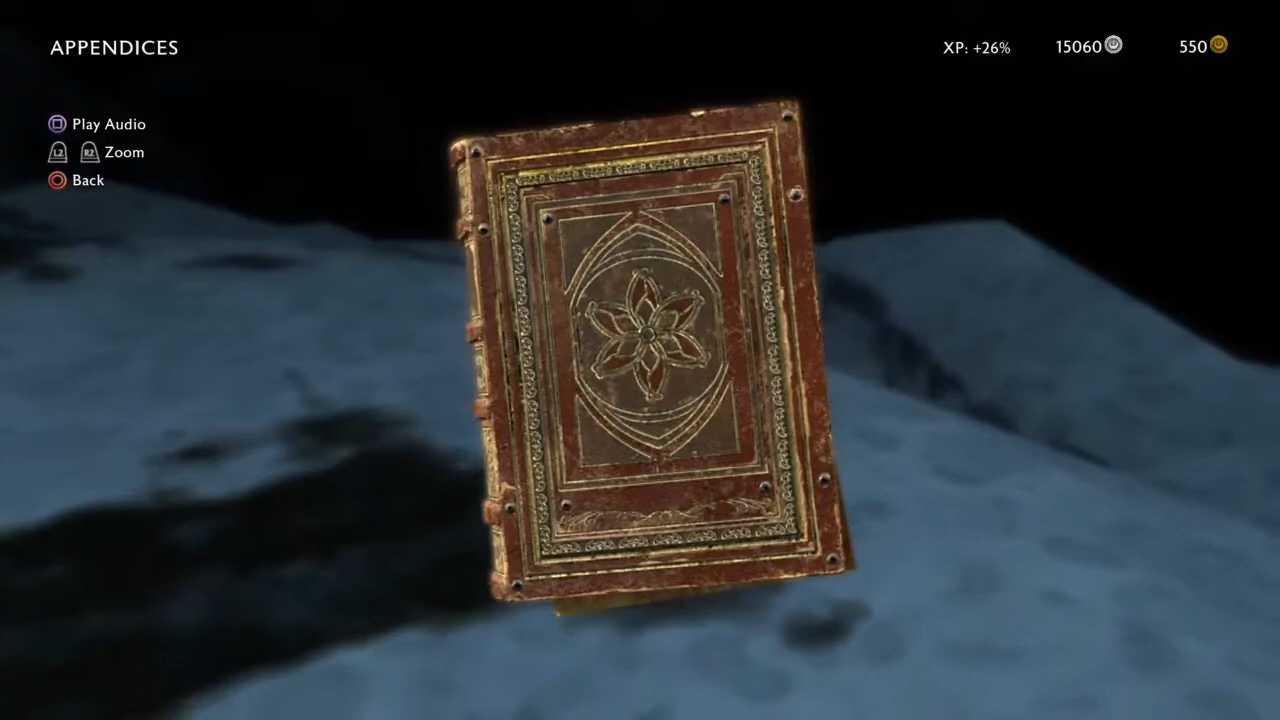 APPENDICES
XP: +26%
15060
550
Play Audio
L2 R2 Zoom
Back